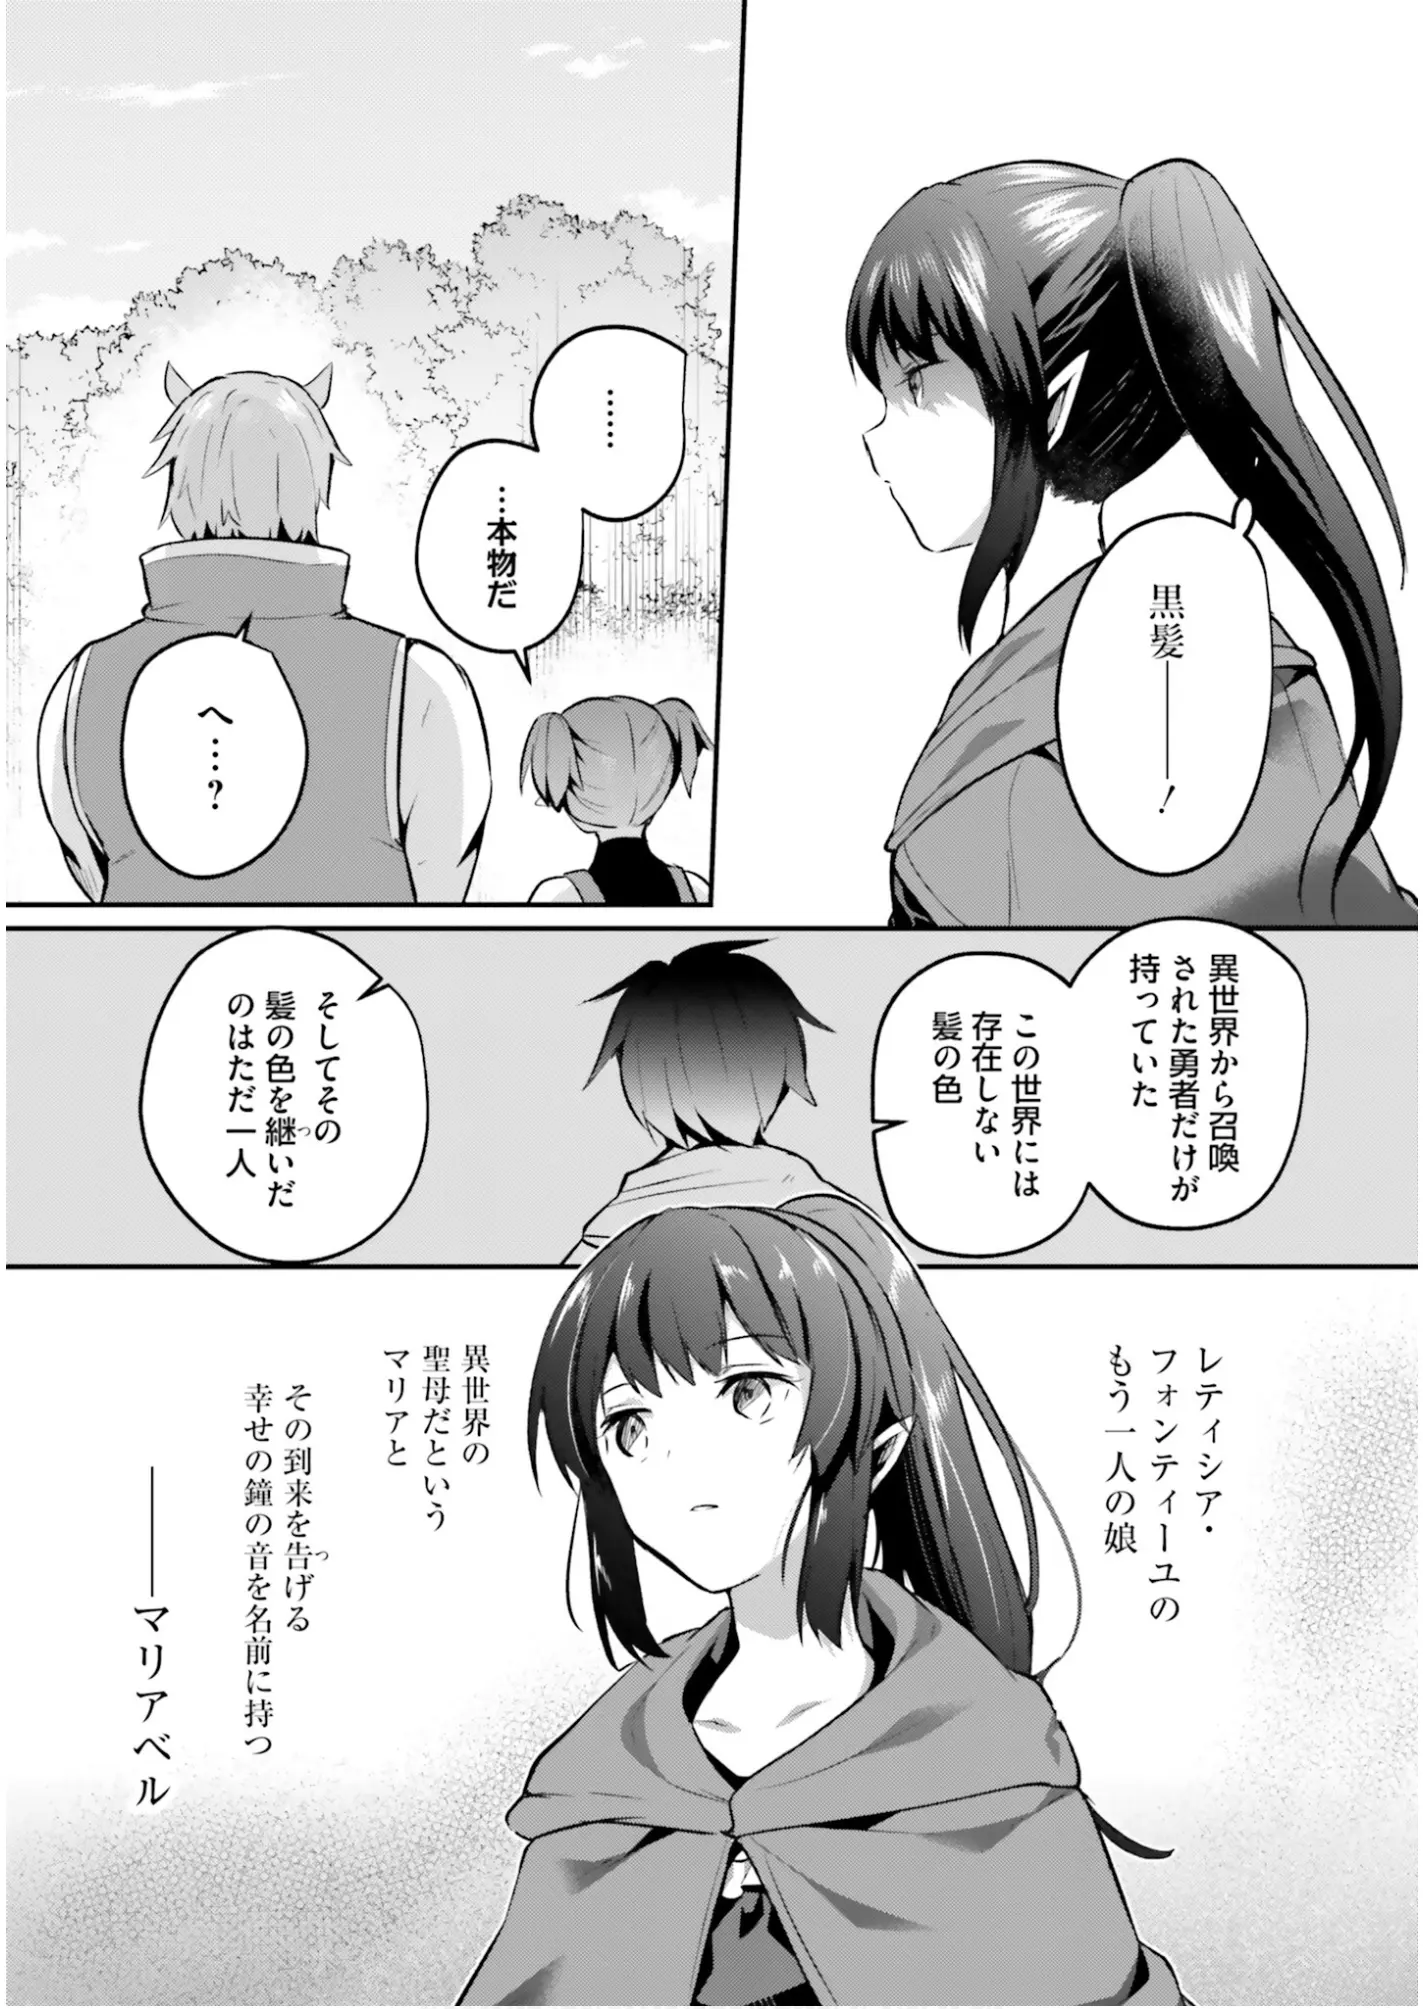 黒髪――!
………
…本物だ
へ…?
異世界から召喚
された勇者だけが
持っていた
この世界には
存在しない
髪の色
そしてその
髪の色を継いだ
つ
のはただ一人
レティシア・
フォンティーユの
もう一人の娘
異世界の
聖母だという
マリアと
その到来を告げる
つ
幸せの鐘の音を名前に持つ
――マリアベル